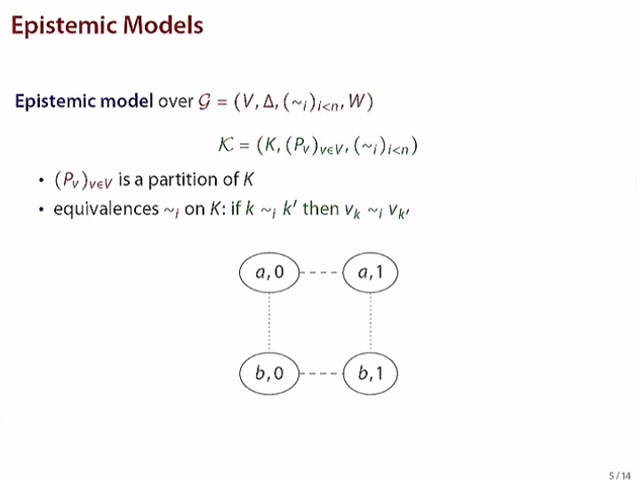 Epistemic Models
Epistemic model over 𝒢 = (V, Δ, (~ᵢ)ᵢ<ₙ, W)
𝒦 = (K, (Pᵥ)ᵥ∈V, (~ᵢ)ᵢ<ₙ)
• (Pᵥ)ᵥ∈V is a partition of K
• equivalences ~ᵢ on K: if k ~ᵢ k′ then vₖ ~ᵢ vₖ′
a, 0 a, 1
b, 0 b, 1
5 / 14